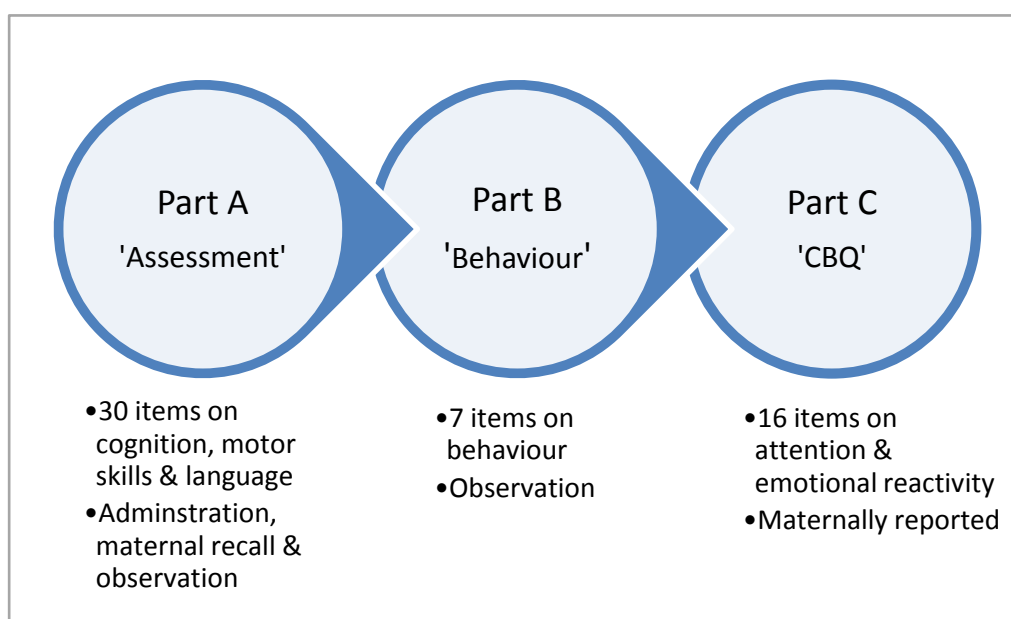 Part A
'Assessment'
•30 items on
cognition, motor
skills & language
•Adminstration,
maternal recall &
observation
Part B
'Behaviour'
•7 items on
behaviour
•Observation
Part C
'CBQ'
•16 items on
attention &
emotional reactivity
•Maternally reported